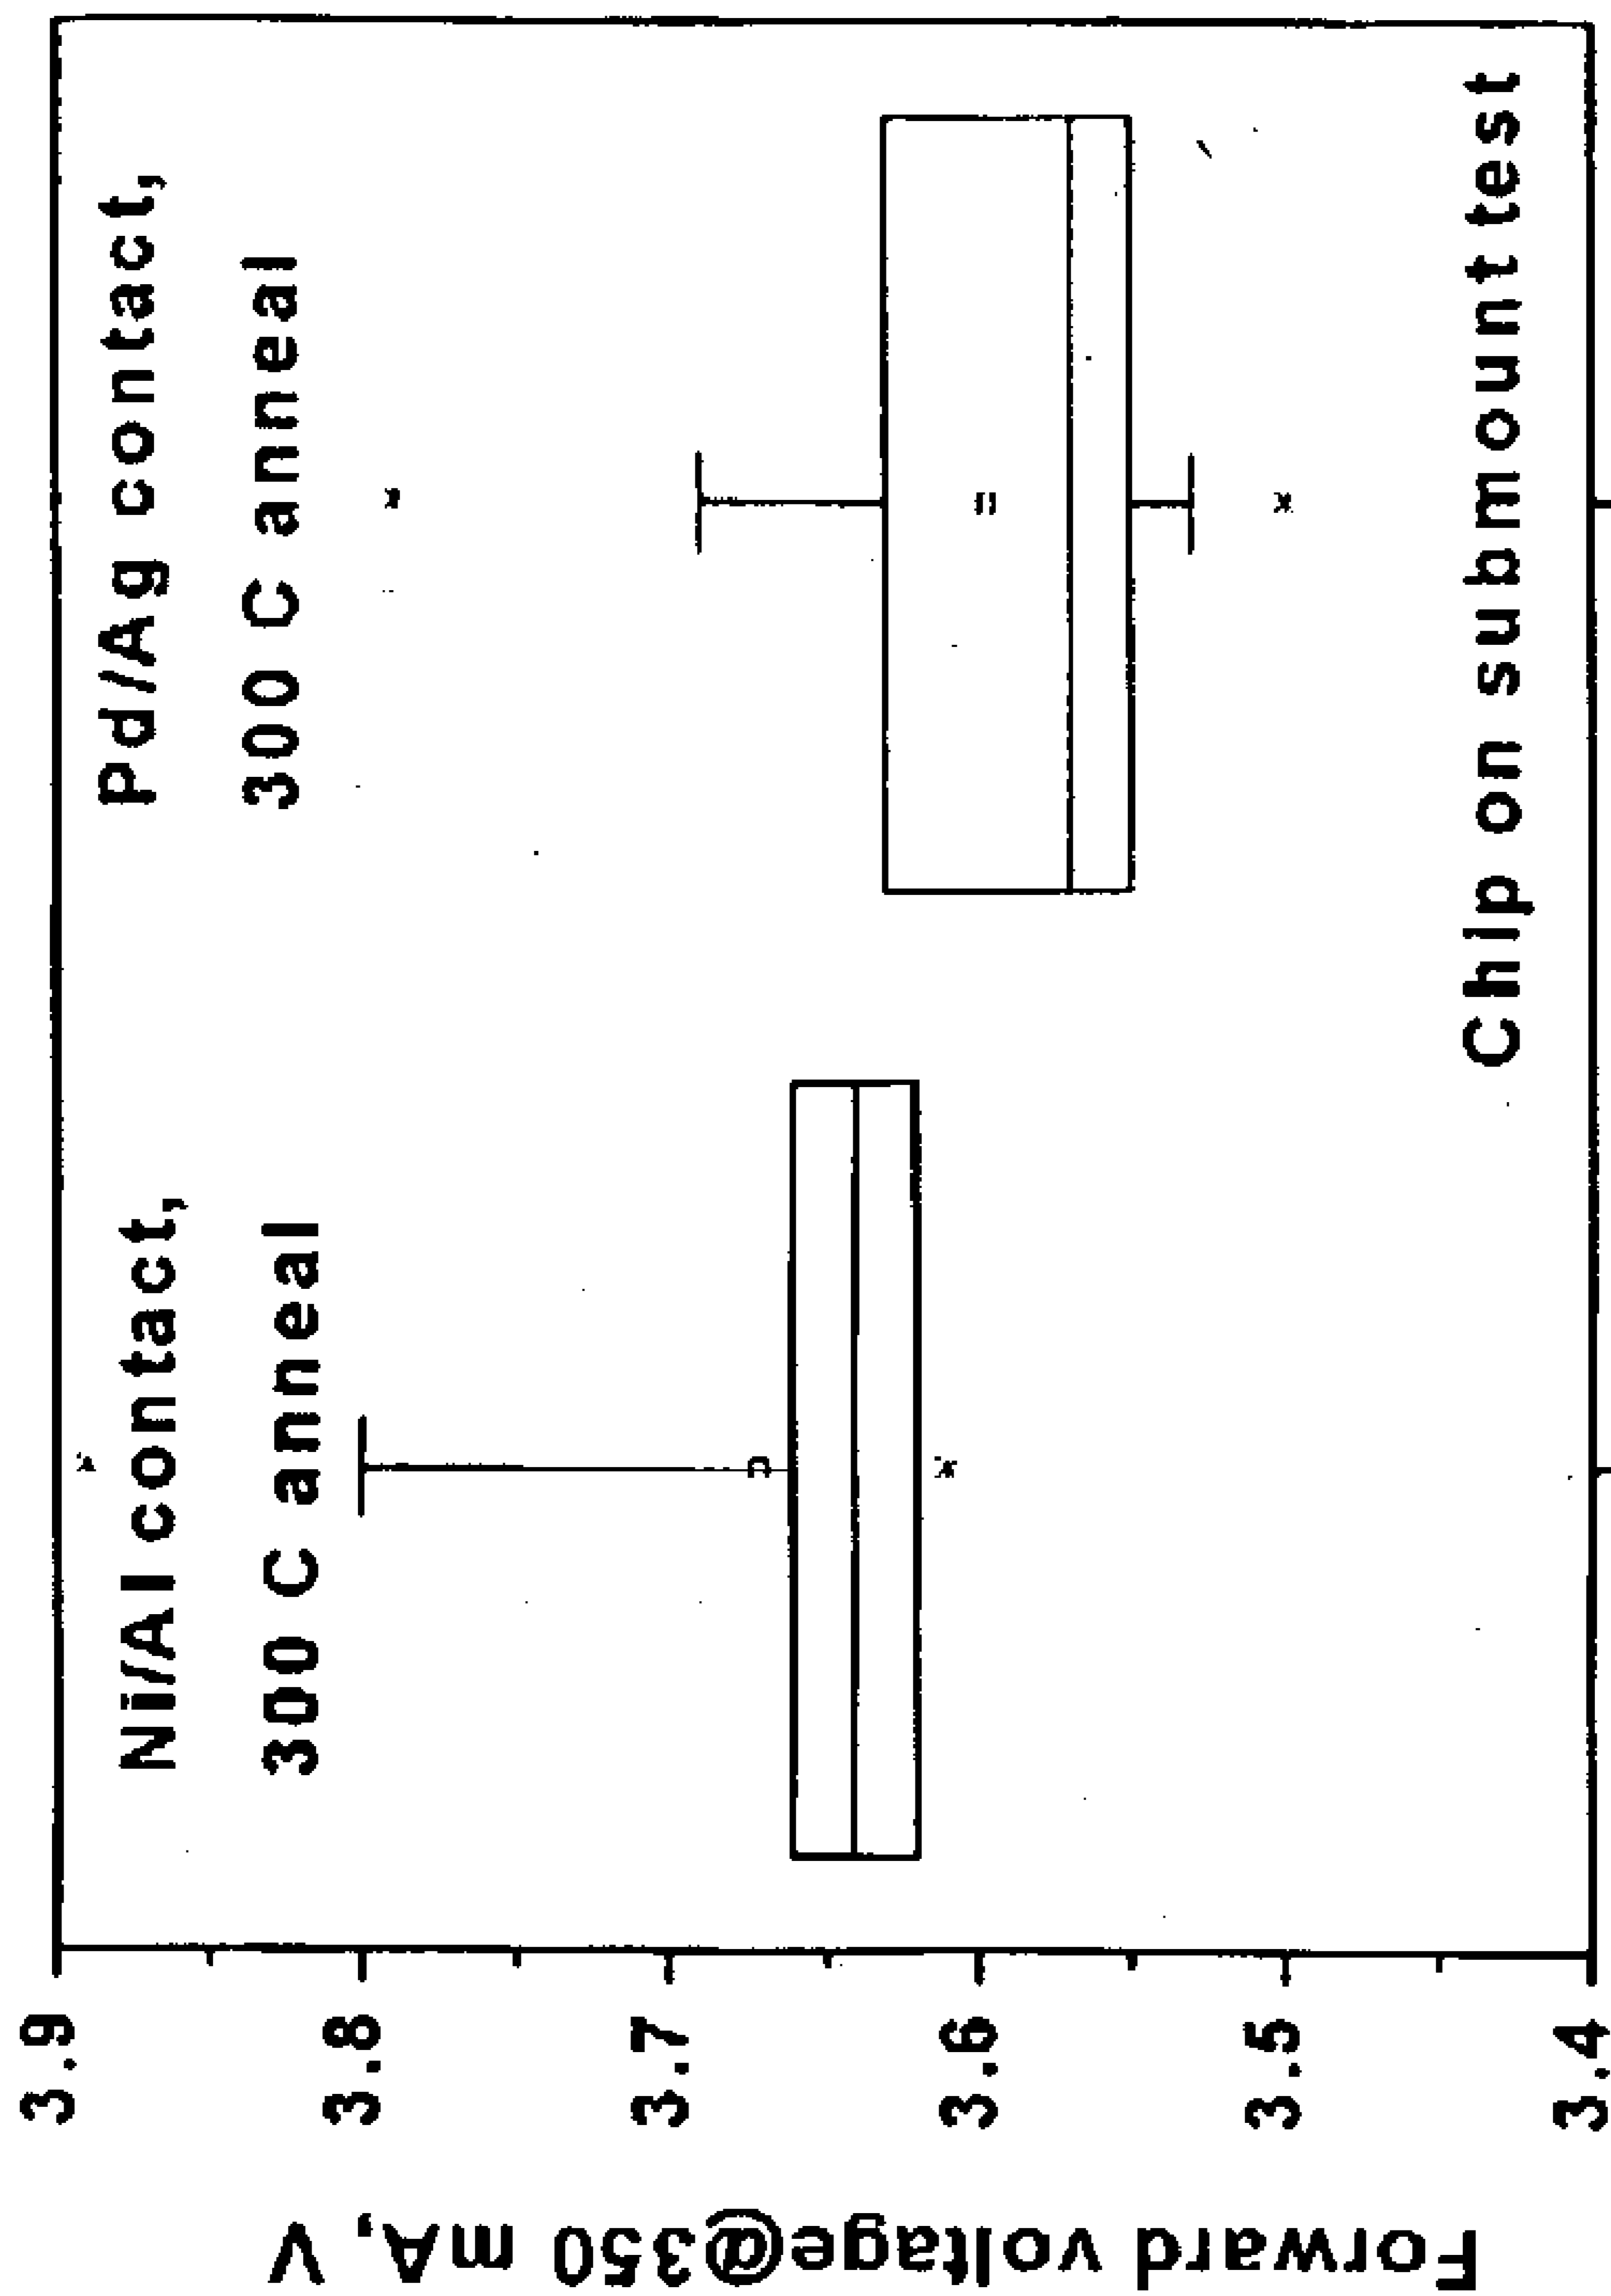 Forward voltage@350 mA, V
3.9
3.8
3.7
3.6
3.5
3.4
Ni/Al contact,
300 C anneal
Pd/Ag contact,
300 C anneal
Chip on submount test